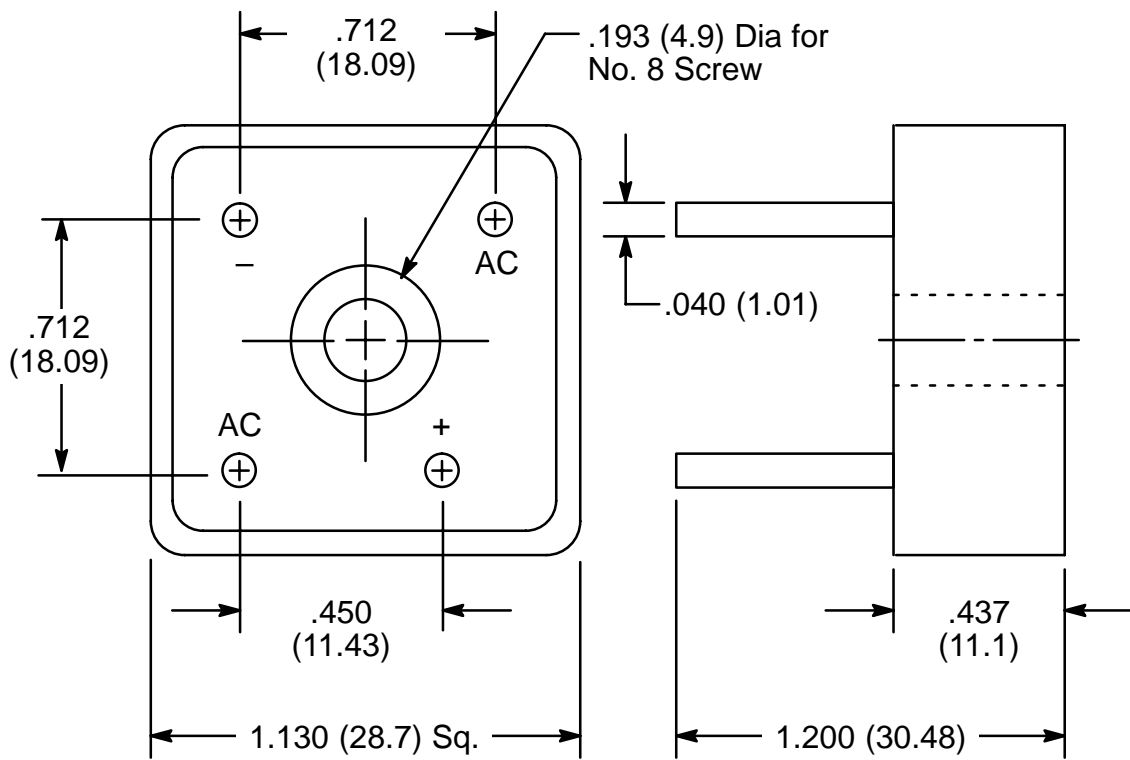 .712
(18.09)
.193 (4.9) Dia for
No. 8 Screw
–
AC
.712
(18.09)
.040 (1.01)
AC
+
.450
(11.43)
.437
(11.1)
1.130 (28.7) Sq.
1.200 (30.48)